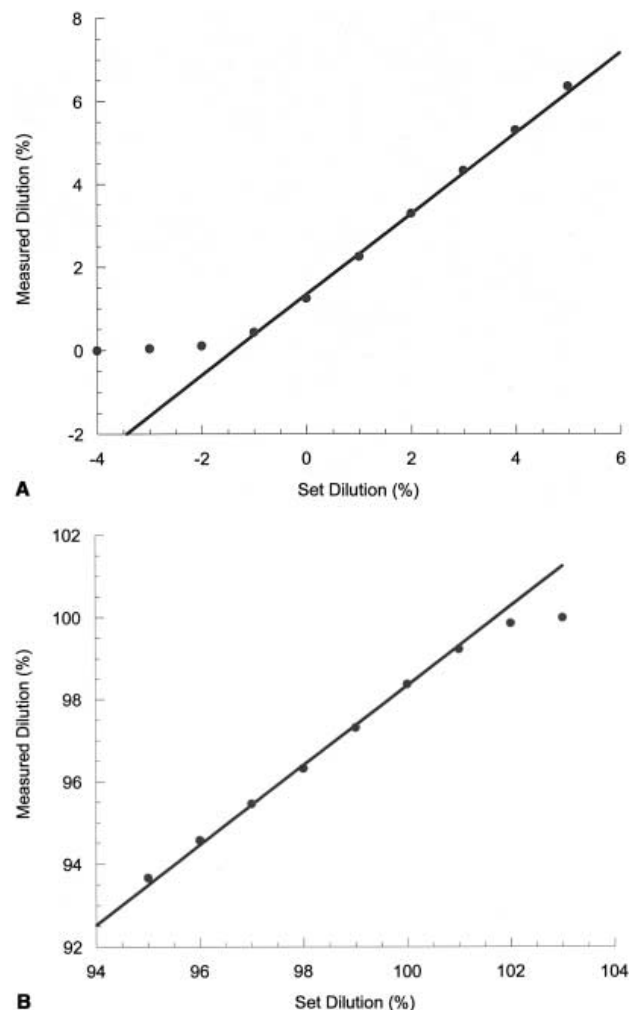 8
6
4
2
0
-2
Measured Dilution (%)
-4 -2 0 2 4 6
A Set Dilution (%)
102
100
98
96
94
92
Measured Dilution (%)
94 96 98 100 102 104
B Set Dilution (%)